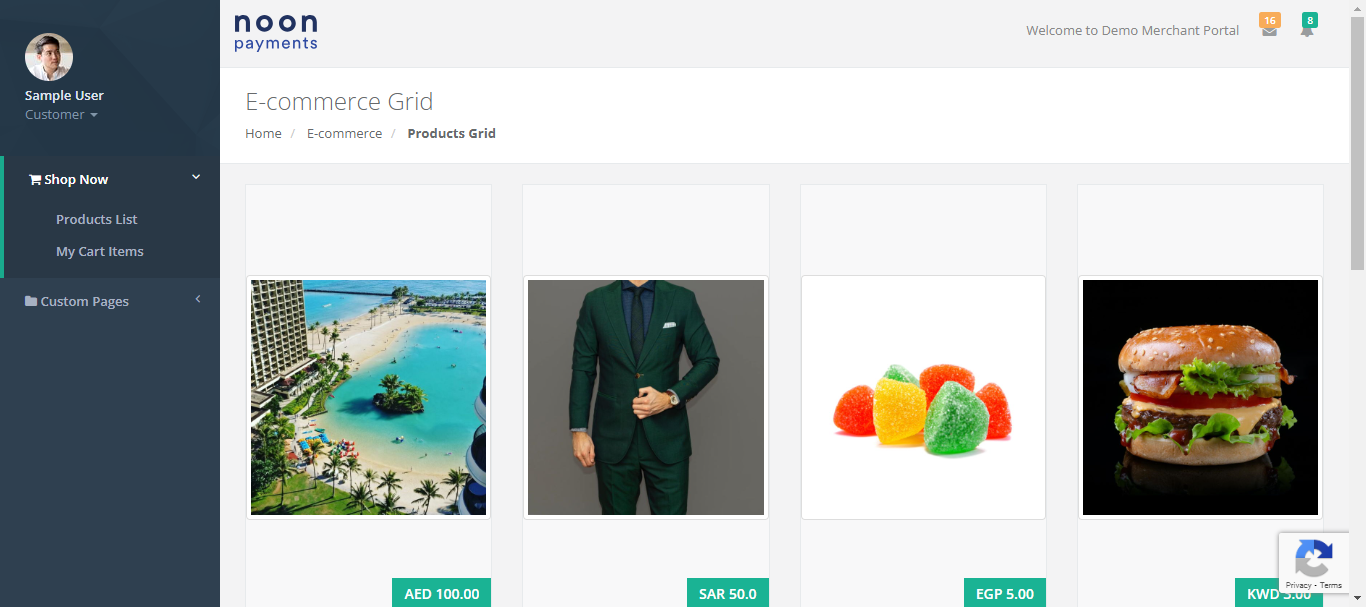 Sample User
Customer
Shop Now
Products List
My Cart Items
Custom Pages
noon
payments
Welcome to Demo Merchant Portal
16
8
E-commerce Grid
Home / E-commerce / Products Grid
AED 100.00
SAR 50.0
EGP 5.00
KWD 3.00
Privacy - Terms